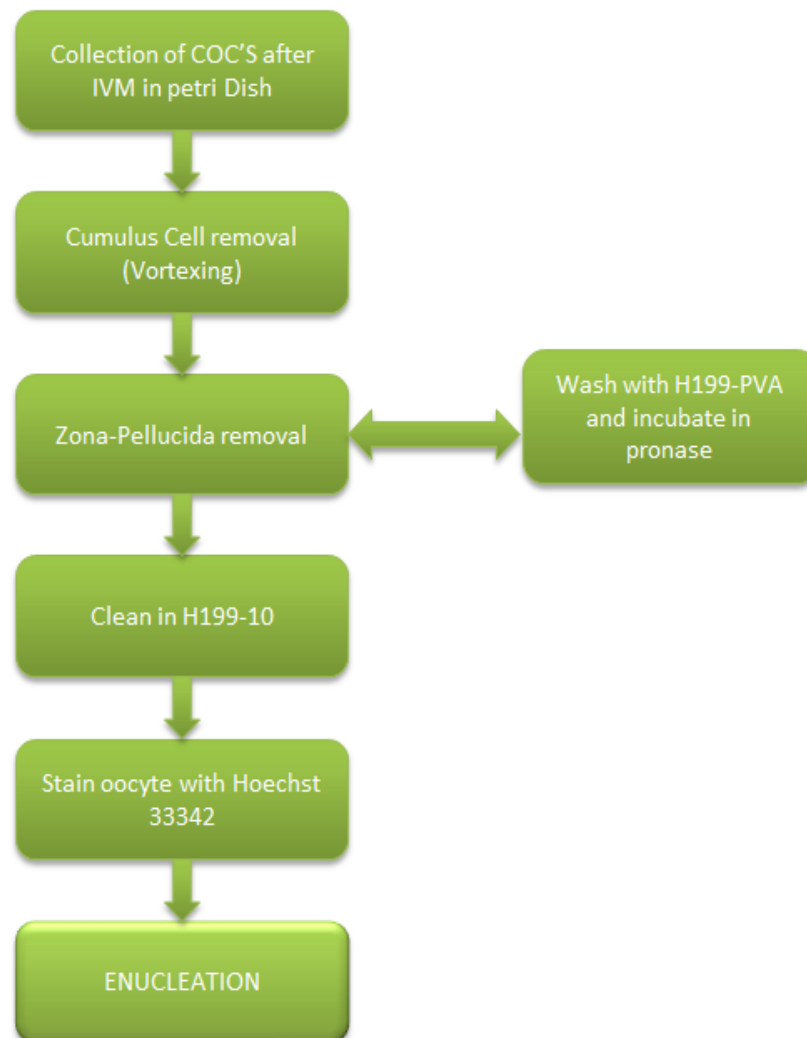 Collection of COC'S after
IVM in petri Dish
Cumulus Cell removal
(Vortexing)
Zona-Pellucida removal
Wash with H199-PVA
and incubate in
pronase
Clean in H199-10
Stain oocyte with Hoechst
33342
ENUCLEATION